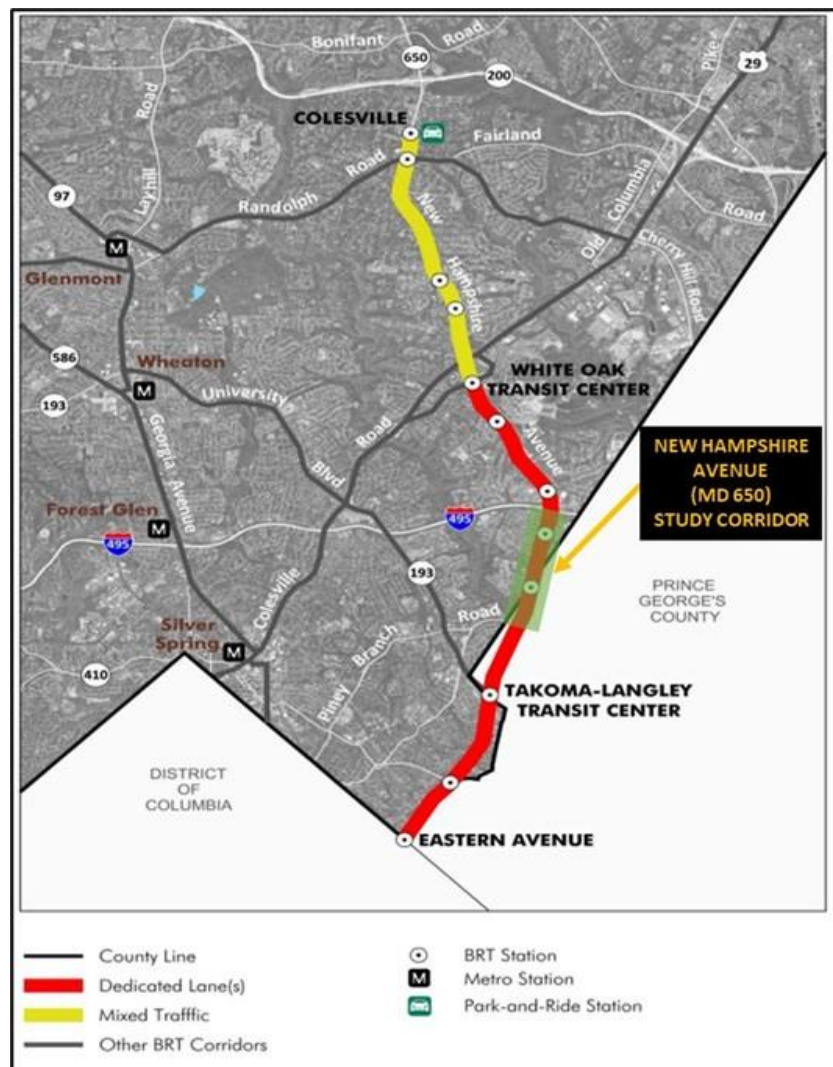 Bonifant Road
650
200
Pike
29
COLESVILLE
Fairland
Road
Layhill
Road
Randolph
Road
97
New
Hampshire
Avenue
Old Columbia
Cherry Hill Road
Glenmont
M
586
193
Wheaton
M
University
Blvd
Road
WHITE OAK
TRANSIT CENTER
NEW HAMPSHIRE
AVENUE
(MD 650)
STUDY CORRIDOR
Georgia Avenue
Forest Glen
M
495
495
193
PRINCE
GEORGE'S
COUNTY
Silver
Spring
M
Colesville
Piney Branch Road
410
TAKOMA-LANGLEY
TRANSIT CENTER
DISTRICT
OF
COLUMBIA
EASTERN AVENUE
County Line
Dedicated Lane(s)
Mixed Trafffic
Other BRT Corridors
BRT Station
M Metro Station
Park-and-Ride Station